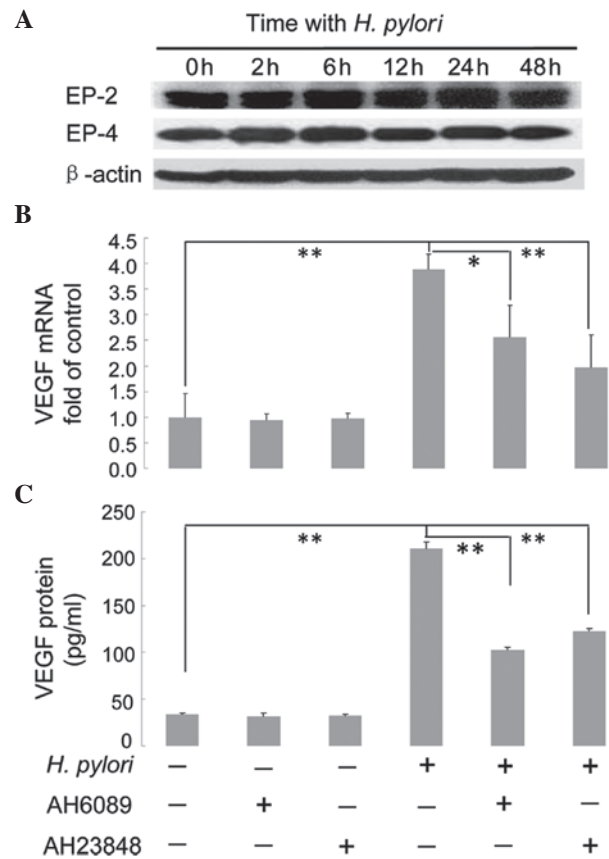 A
Time with H. pylori
0h 2h 6h 12h 24h 48h
EP-2
EP-4
β-actin
B
VEGF mRNA
fold of control
4.5
4.0
3.5
3.0
2.5
2.0
1.5
1.0
0.5
0.0
** * **
C
VEGF protein
(pg/ml)
250
200
150
100
50
0
** ** **
H. pylori − − − + + +
AH6089 − + − − + −
AH23848 − − + − − +